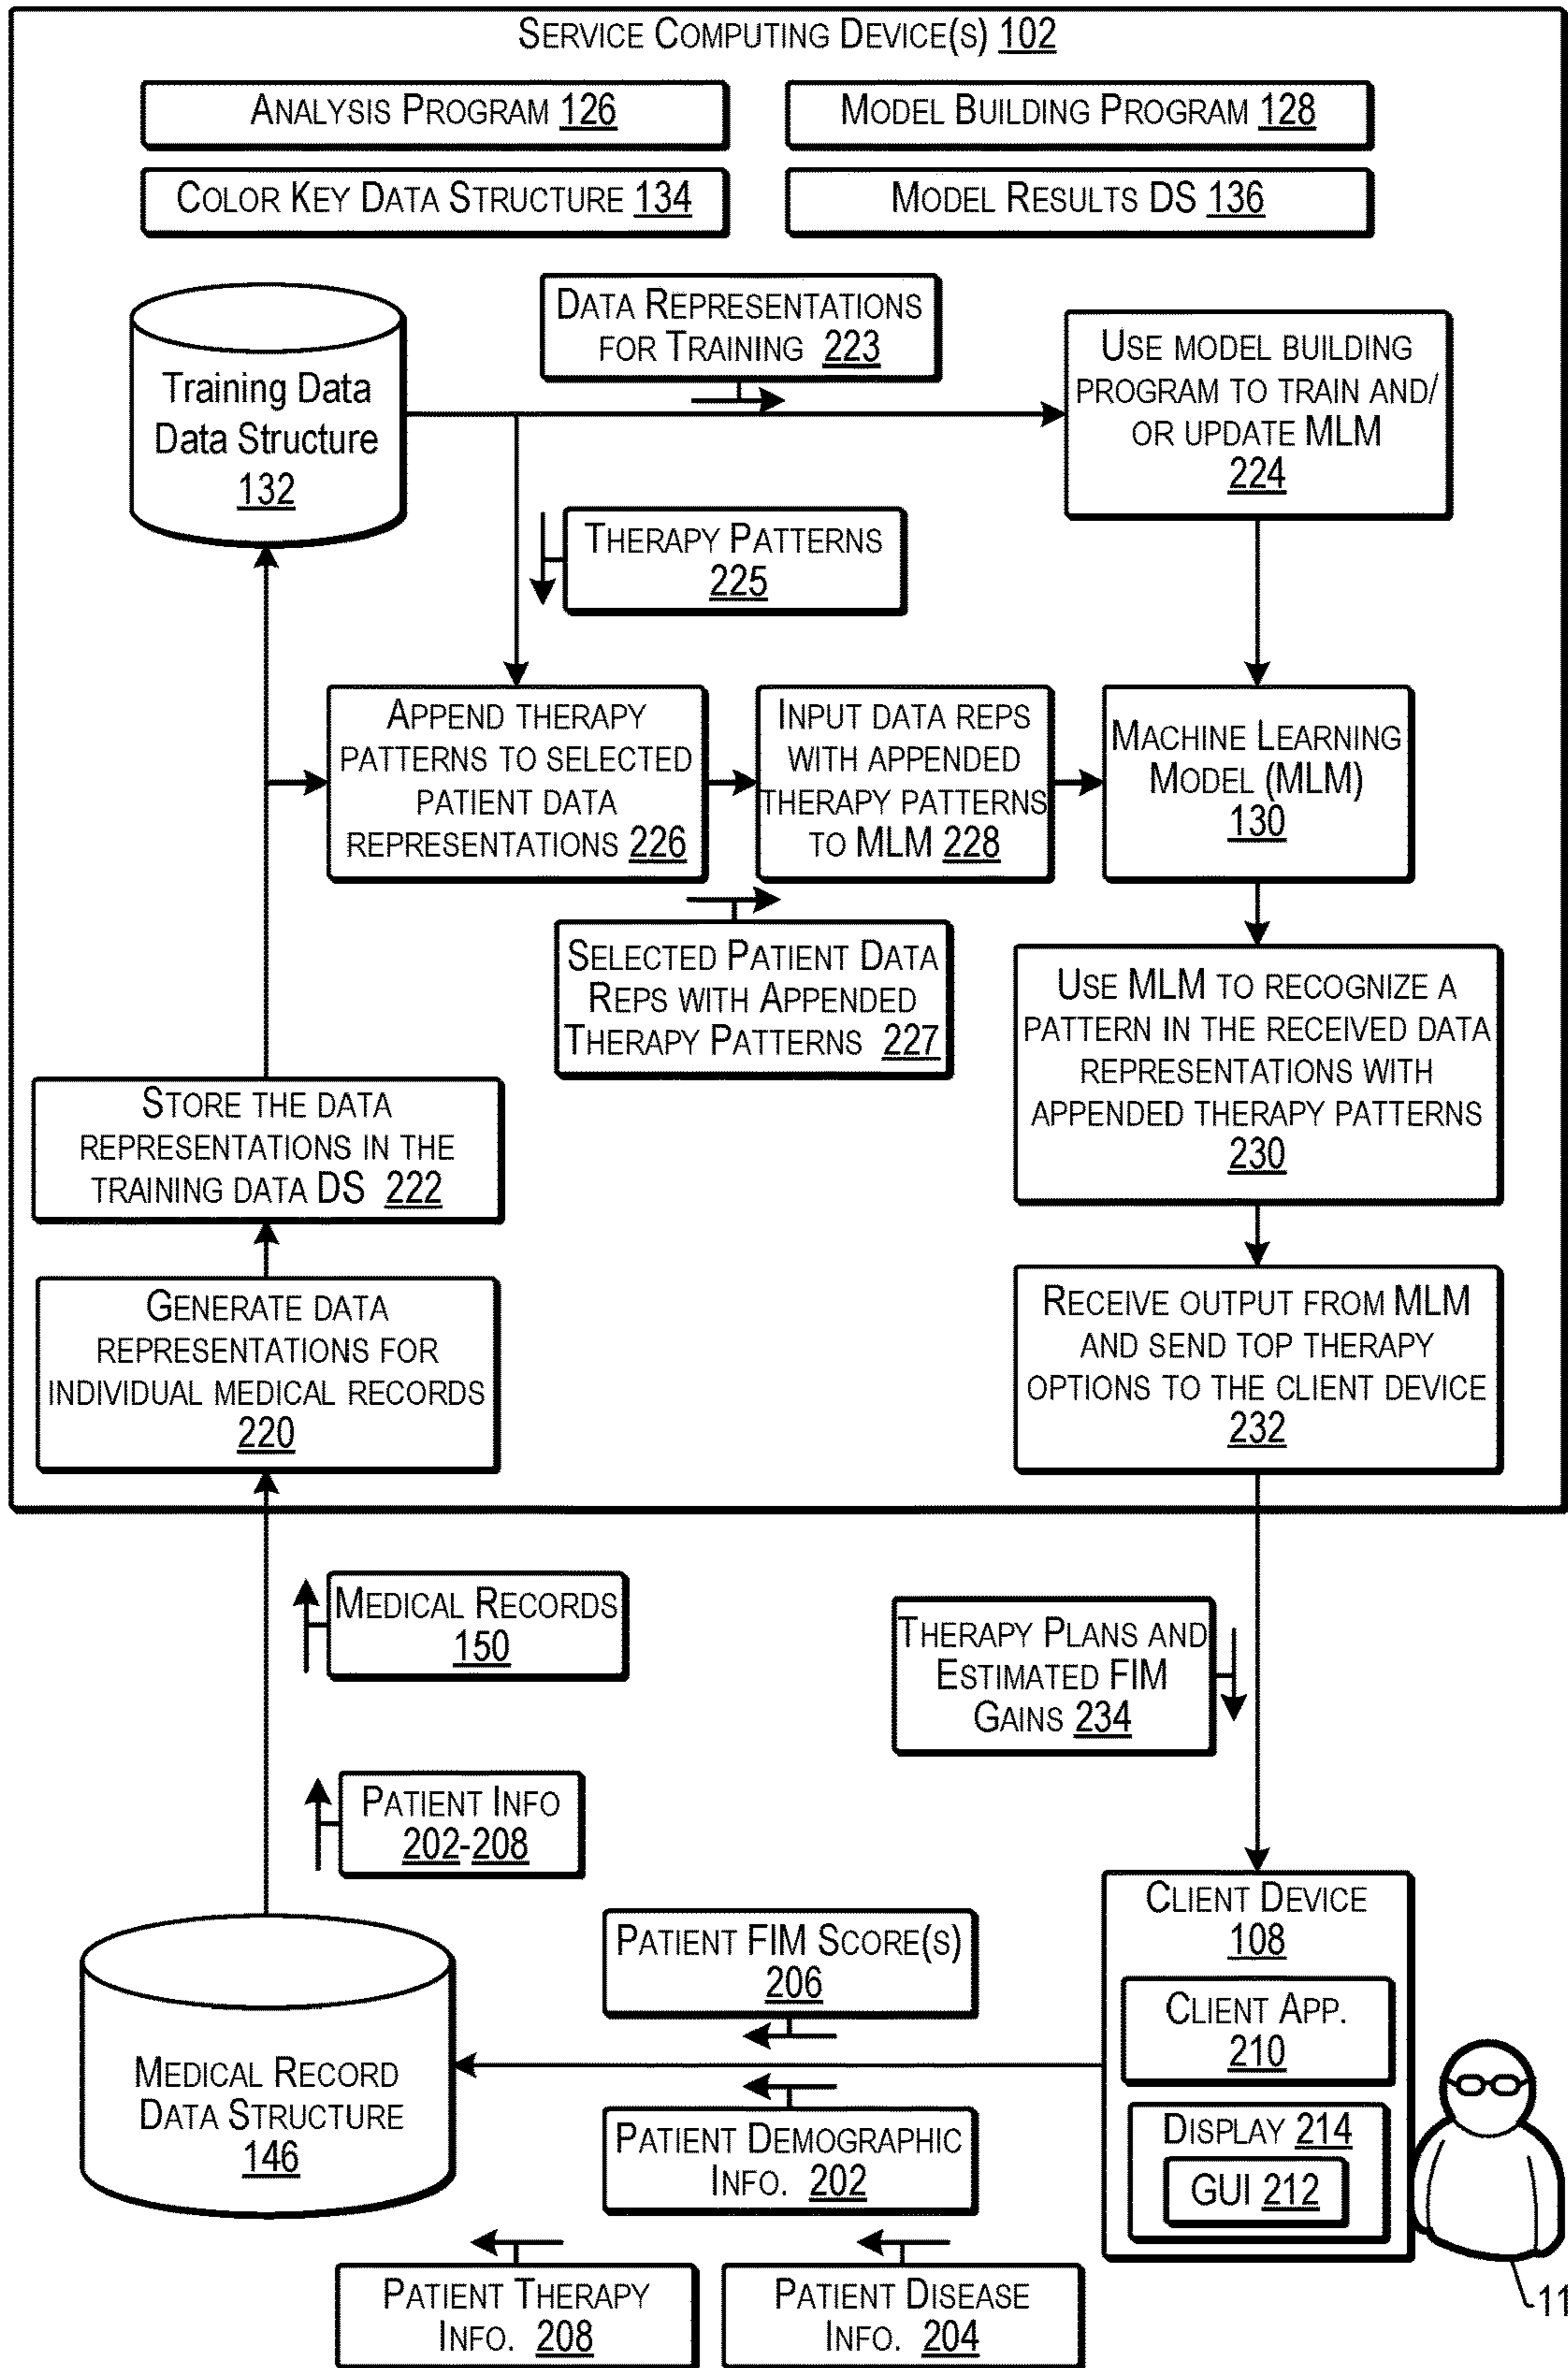 SERVICE COMPUTING DEVICE(S) 102
ANALYSIS PROGRAM 126
MODEL BUILDING PROGRAM 128
COLOR KEY DATA STRUCTURE 134
MODEL RESULTS DS 136
DATA REPRESENTATIONS
FOR TRAINING 223
Training Data
Data Structure
132
USE MODEL BUILDING
PROGRAM TO TRAIN AND/
OR UPDATE MLM
224
THERAPY PATTERNS
225
APPEND THERAPY
PATTERNS TO SELECTED
PATIENT DATA
REPRESENTATIONS 226
INPUT DATA REPS
WITH APPENDED
THERAPY PATTERNS
TO MLM 228
MACHINE LEARNING
MODEL (MLM)
130
SELECTED PATIENT DATA
REPS WITH APPENDED
THERAPY PATTERNS 227
USE MLM TO RECOGNIZE A
PATTERN IN THE RECEIVED DATA
REPRESENTATIONS WITH
APPENDED THERAPY PATTERNS
230
STORE THE DATA
REPRESENTATIONS IN THE
TRAINING DATA DS 222
GENERATE DATA
REPRESENTATIONS FOR
INDIVIDUAL MEDICAL RECORDS
220
RECEIVE OUTPUT FROM MLM
AND SEND TOP THERAPY
OPTIONS TO THE CLIENT DEVICE
232
MEDICAL RECORDS
150
THERAPY PLANS AND
ESTIMATED FIM
GAINS 234
PATIENT INFO
202-208
MEDICAL RECORD
DATA STRUCTURE
146
PATIENT FIM SCORE(S)
206
PATIENT DEMOGRAPHIC
INFO. 202
CLIENT DEVICE
108
CLIENT APP.
210
DISPLAY 214
GUI 212
PATIENT THERAPY
INFO. 208
PATIENT DISEASE
INFO. 204
11